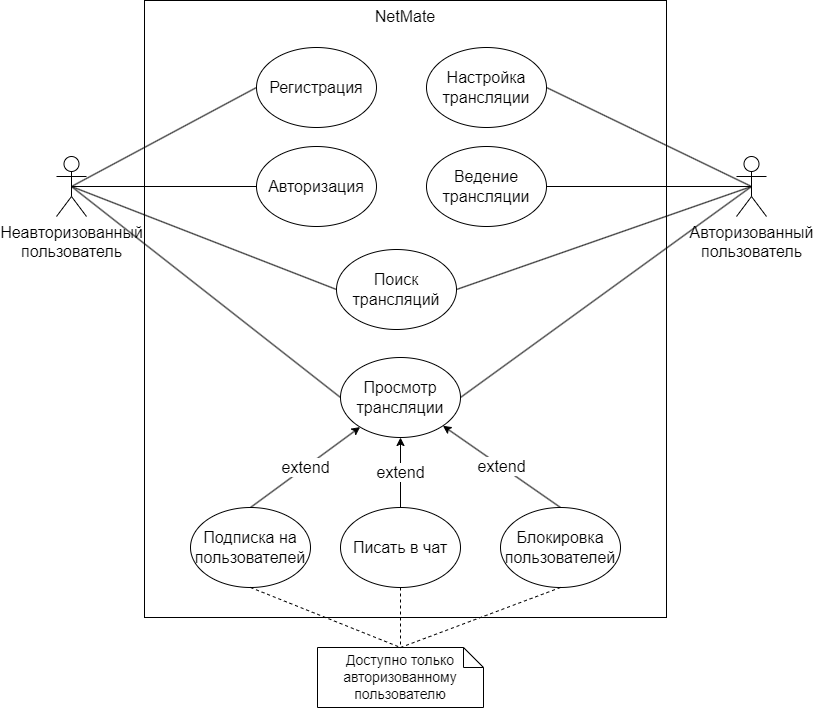 NetMate
Регистрация
Настройка
трансляции
Авторизация
Ведение
трансляции
Неавторизованный
пользователь
Авторизованный
пользователь
Поиск
трансляций
Просмотр
трансляции
extend
extend
extend
Подписка на
пользователей
Писать в чат
Блокировка
пользователей
Доступно только
авторизованному
пользователю